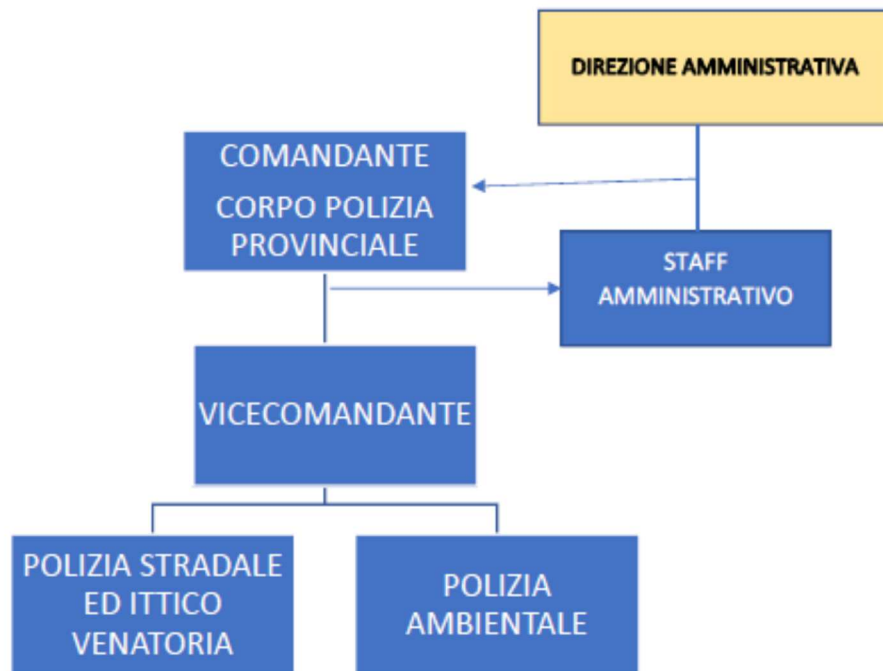 DIREZIONE AMMINISTRATIVA
COMANDANTE
CORPO POLIZIA
PROVINCIALE
STAFF
AMMINISTRATIVO
VICECOMANDANTE
POLIZIA STRADALE
ED ITTICO
VENATORIA
POLIZIA
AMBIENTALE